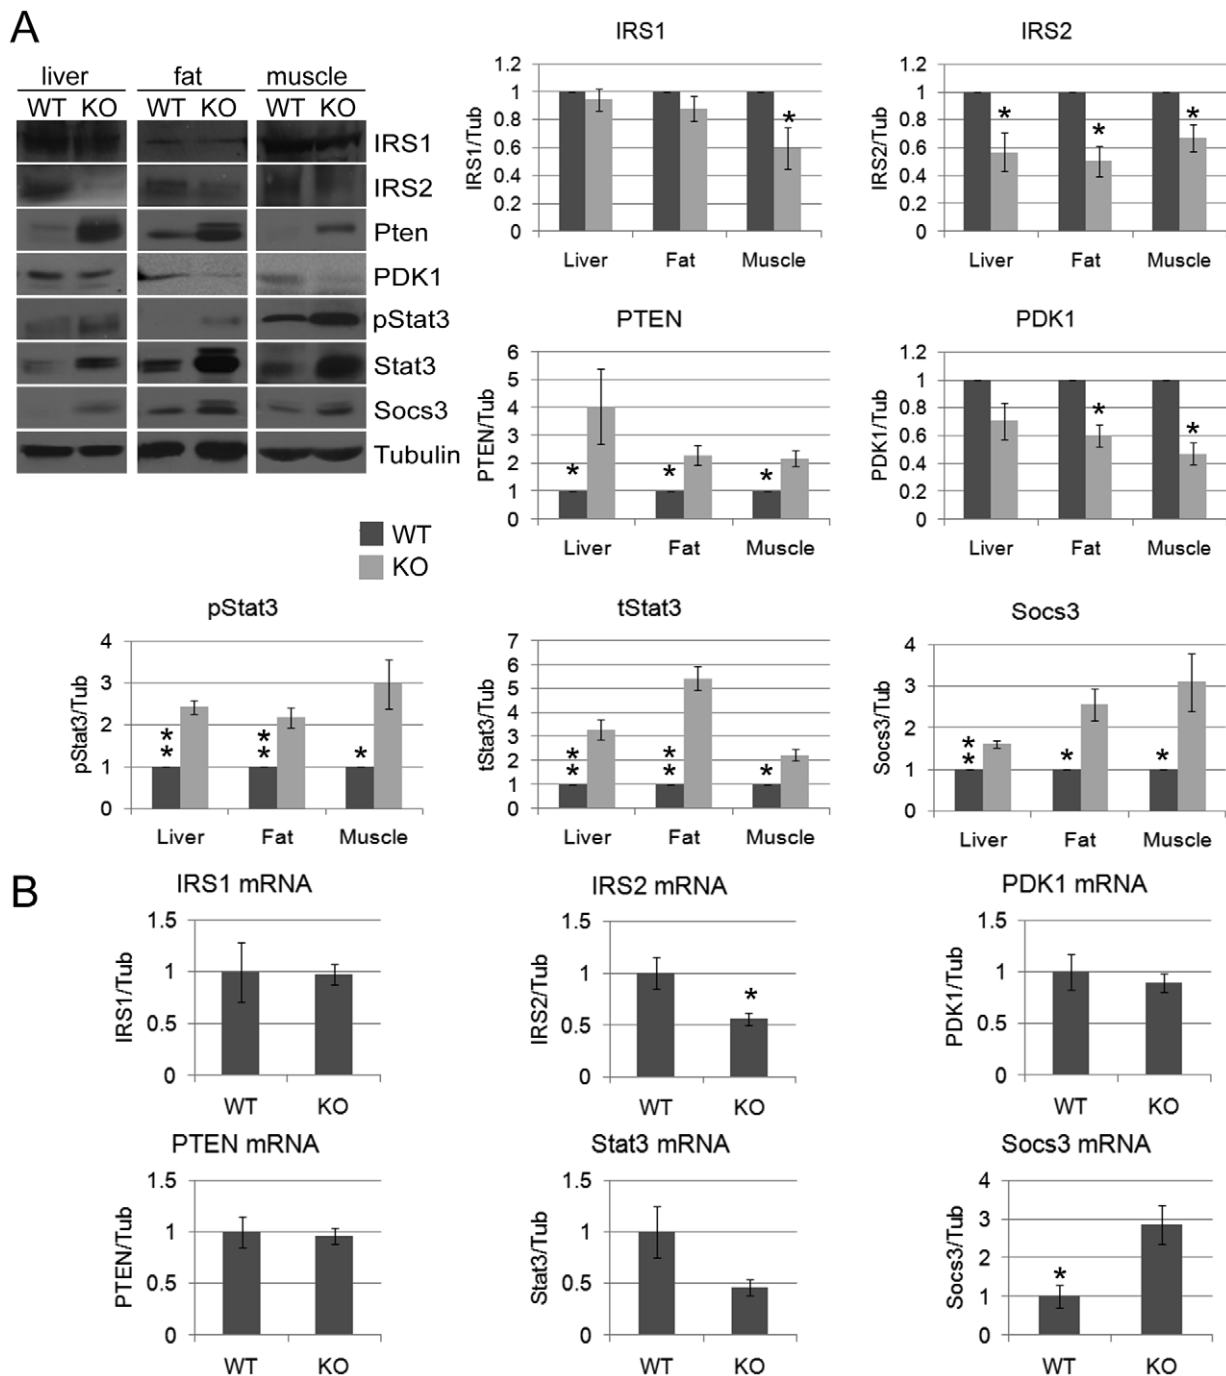 A
liver fat muscle
WT KO WT KO WT KO
IRS1
IRS2
Pten
PDK1
pStat3
Stat3
Socs3
Tubulin
IRS1
IRS1/Tub
1.2
1
0.8
0.6
0.4
0.2
0
*
Liver Fat Muscle
IRS2
IRS2/Tub
1.2
1
0.8
0.6
0.4
0.2
0
* * *
Liver Fat Muscle
PTEN
PTEN/Tub
6
5
4
3
2
1
0
* * *
Liver Fat Muscle
PDK1
PDK1/Tub
1.2
1
0.8
0.6
0.4
0.2
0
* *
Liver Fat Muscle
WT
KO
pStat3
pStat3/Tub
4
3
2
1
0
** ** *
Liver Fat Muscle
tStat3
tStat3/Tub
7
6
5
4
3
2
1
0
** ** *
Liver Fat Muscle
Socs3
Socs3/Tub
4
3
2
1
0
** * *
Liver Fat Muscle
B
IRS1 mRNA
IRS1/Tub
1.5
1
0.5
0
WT KO
IRS2 mRNA
IRS2/Tub
1.5
1
0.5
0
*
WT KO
PDK1 mRNA
PDK1/Tub
1.5
1
0.5
0
WT KO
PTEN mRNA
PTEN/Tub
1.5
1
0.5
0
WT KO
Stat3 mRNA
Stat3/Tub
1.5
1
0.5
0
WT KO
Socs3 mRNA
Socs3/Tub
4
3
2
1
0
*
WT KO